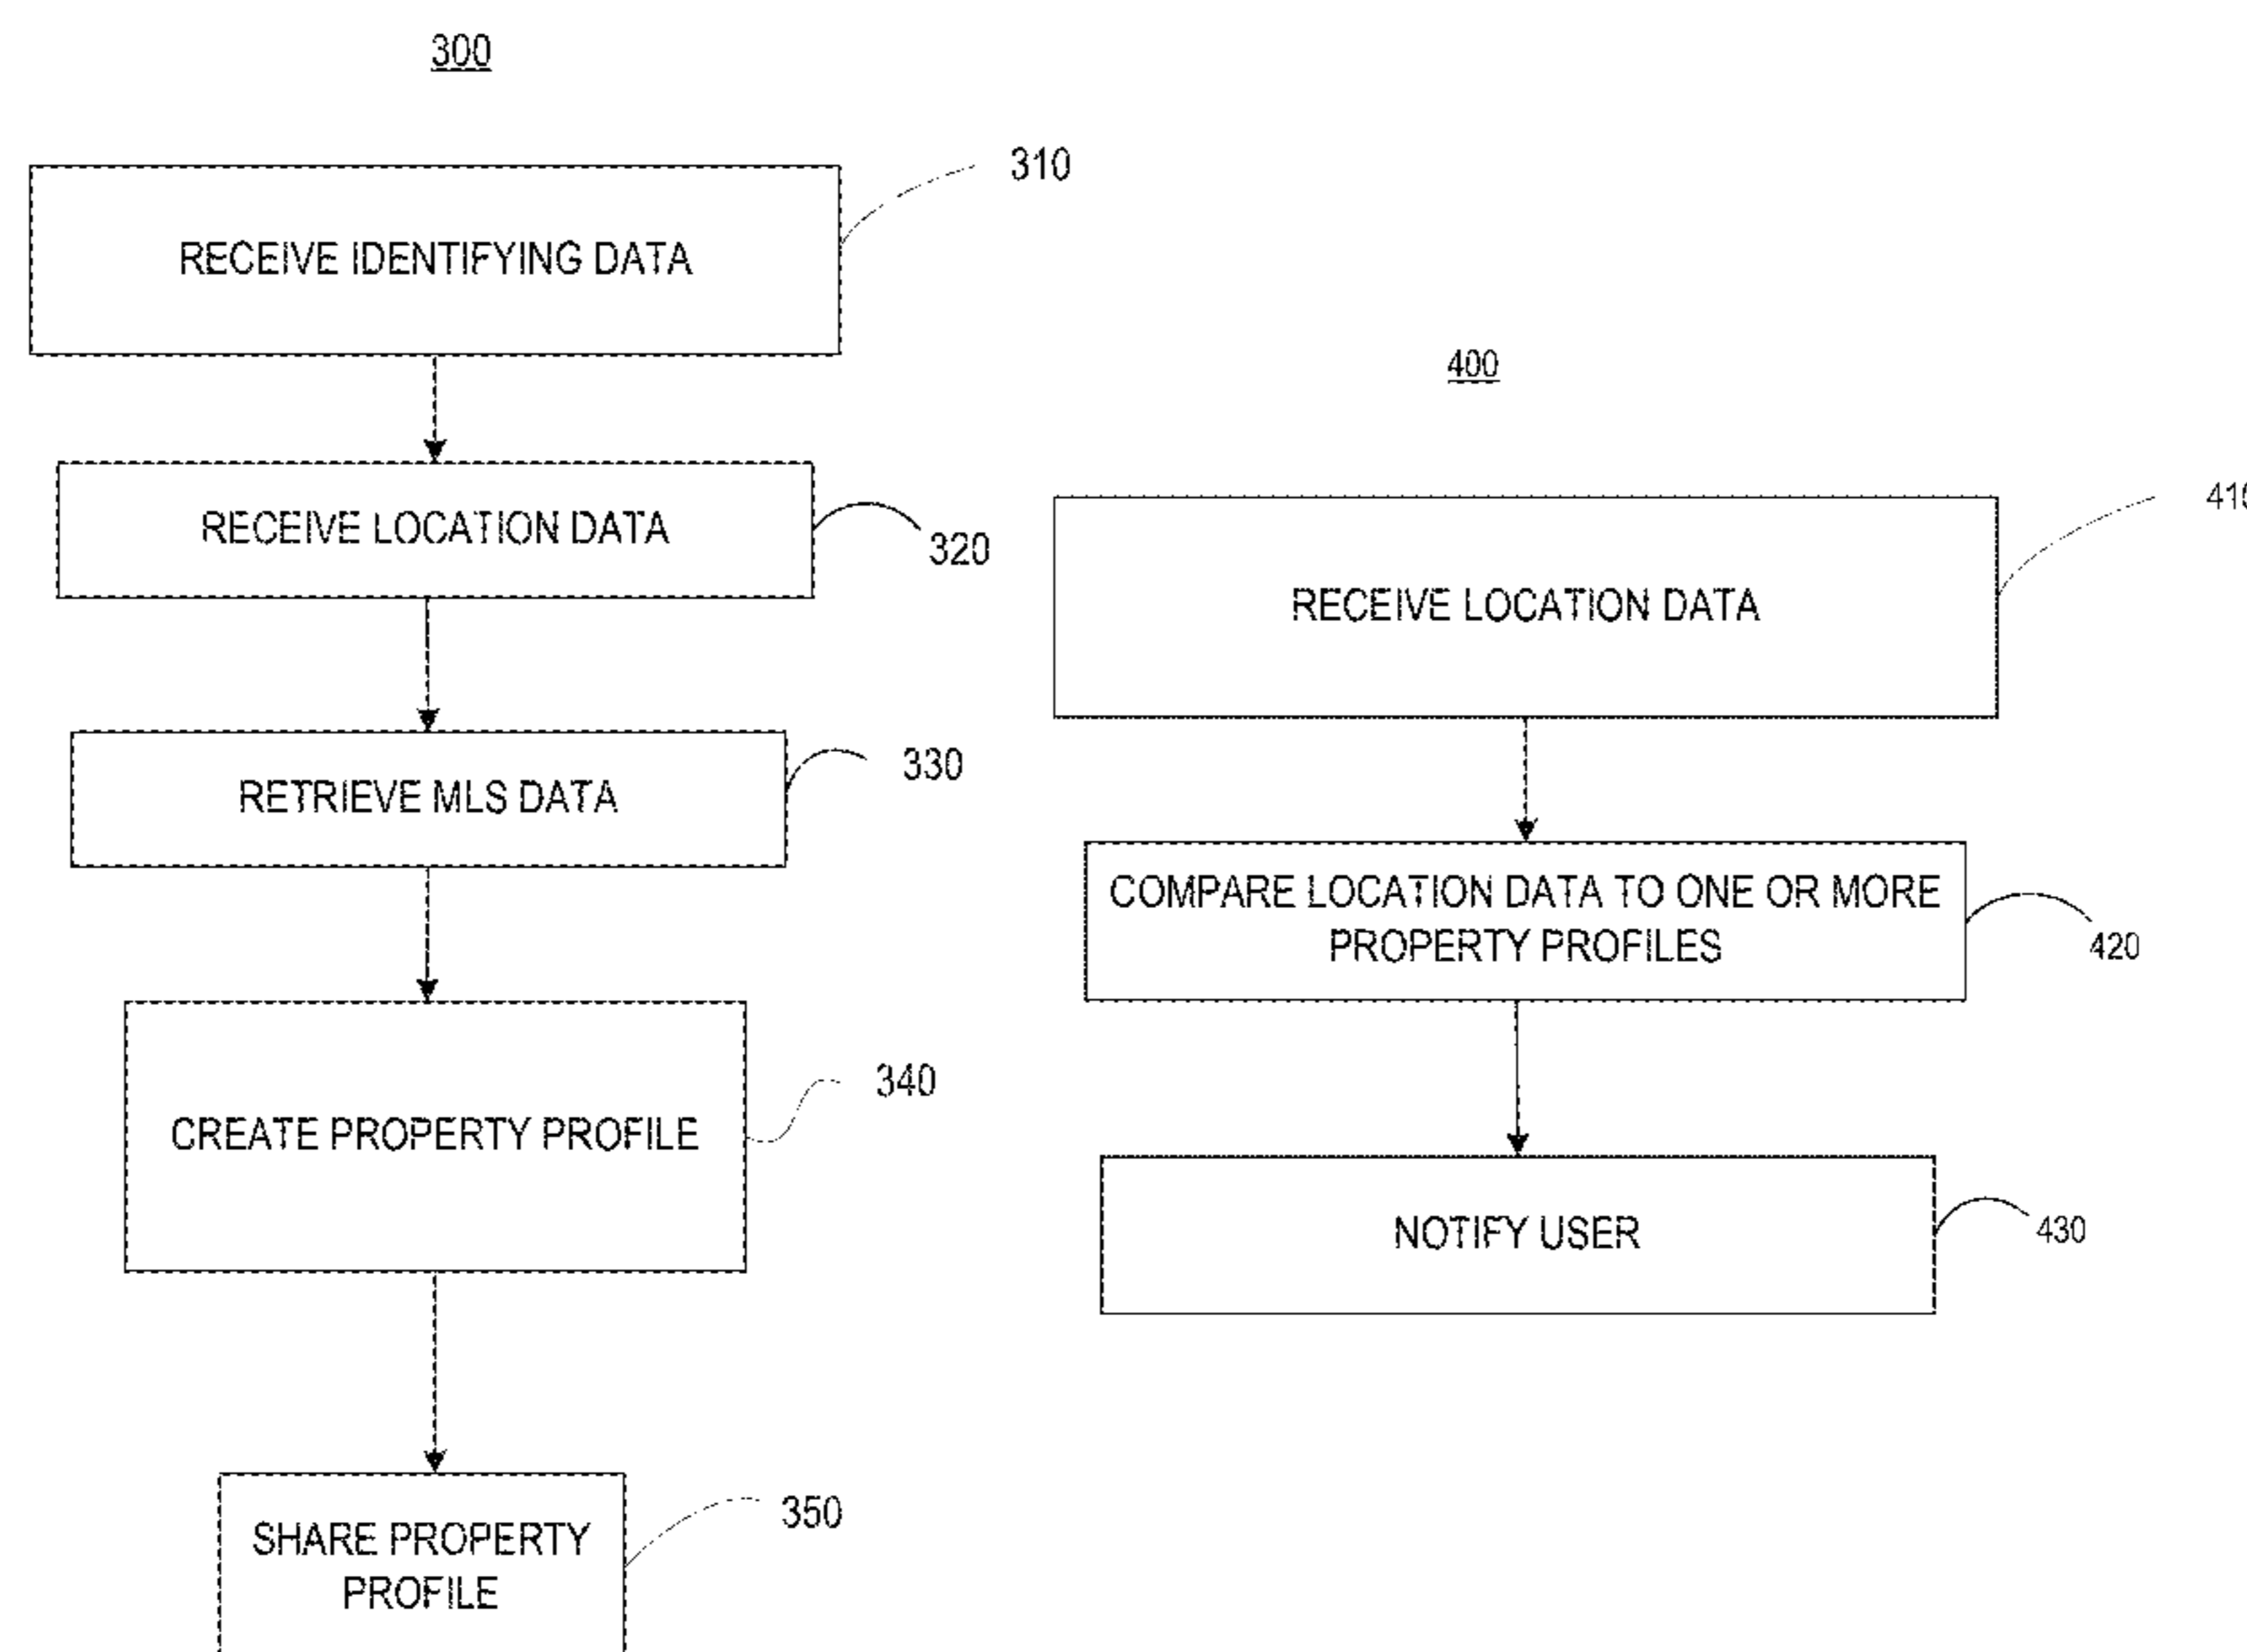 300
RECEIVE IDENTIFYING DATA
310
RECEIVE LOCATION DATA
320
RETRIEVE MLS DATA
330
CREATE PROPERTY PROFILE
340
SHARE PROPERTY
PROFILE
350
400
RECEIVE LOCATION DATA
410
COMPARE LOCATION DATA TO ONE OR MORE
PROPERTY PROFILES
420
NOTIFY USER
430